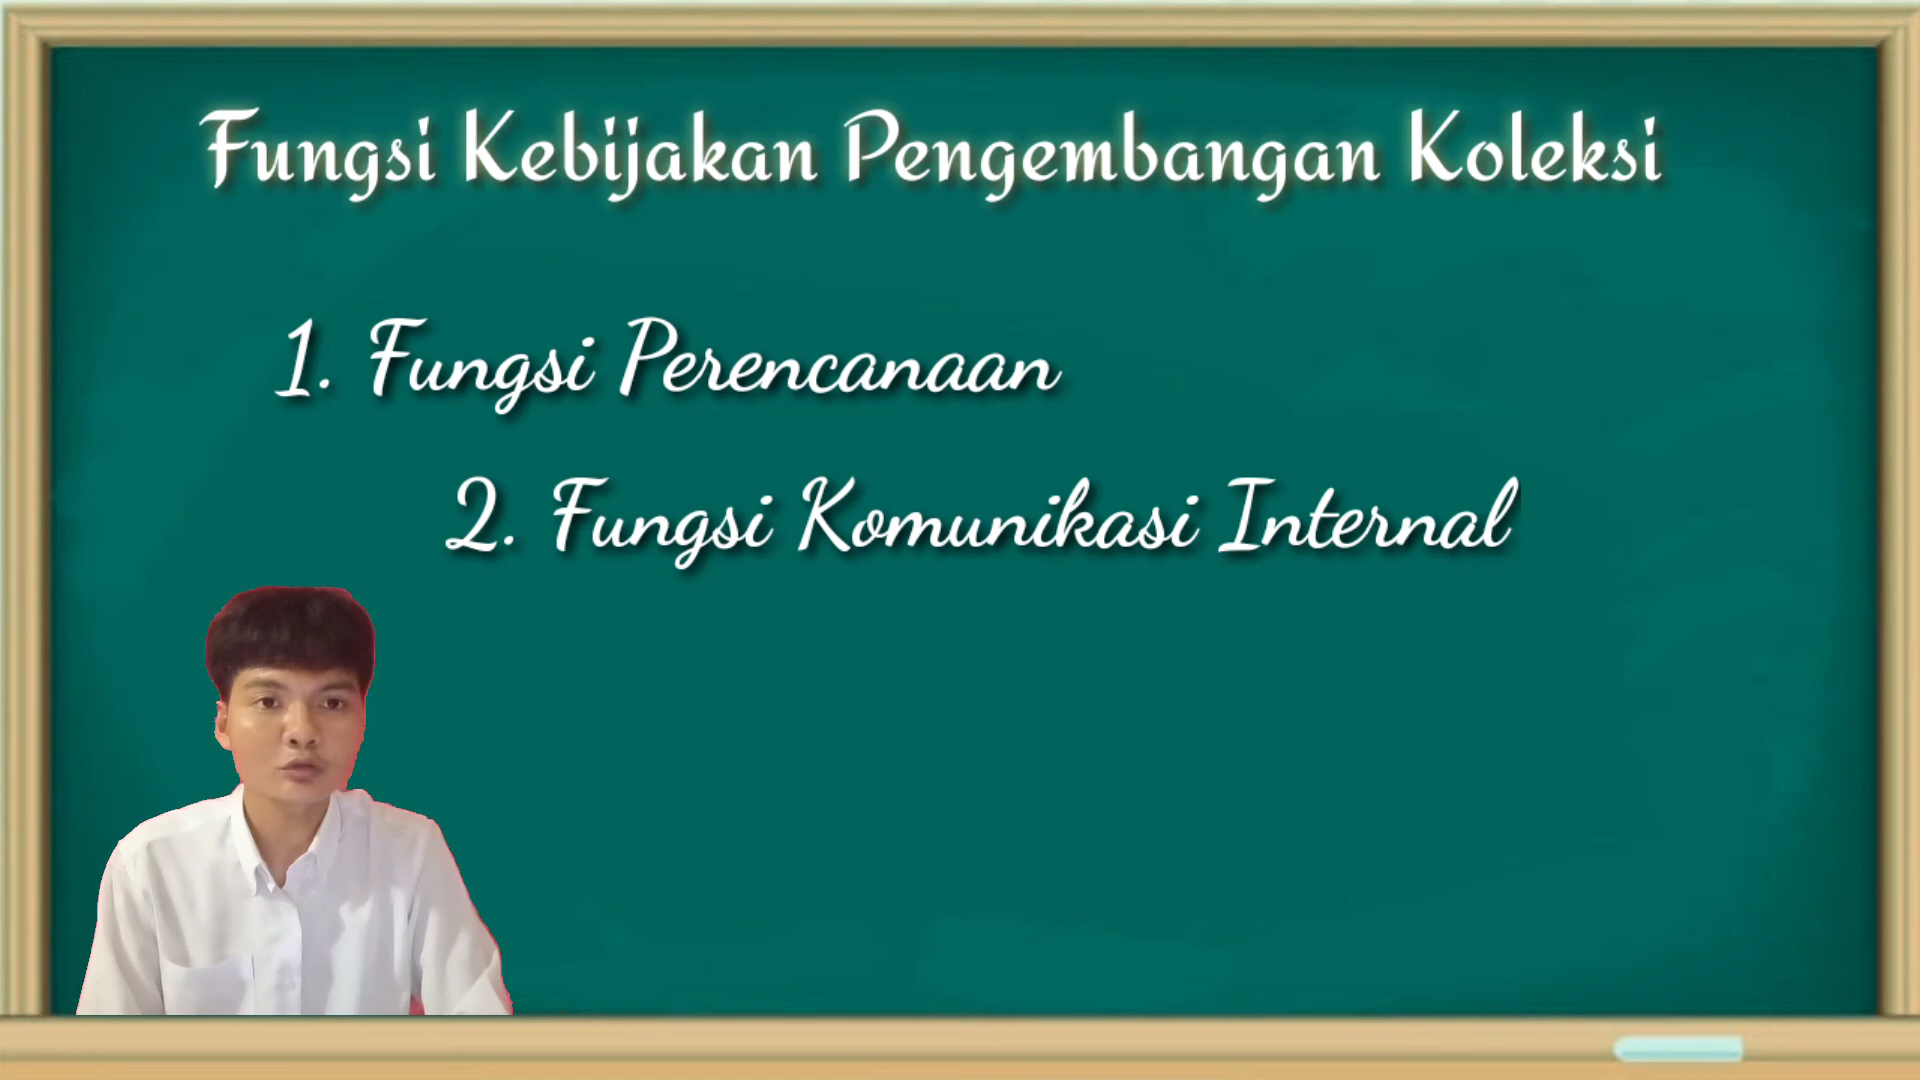 Fungsi Kebijakan Pengembangan Koleksi
1. Fungsi Perencanaan
2. Fungsi Komunikasi Internal